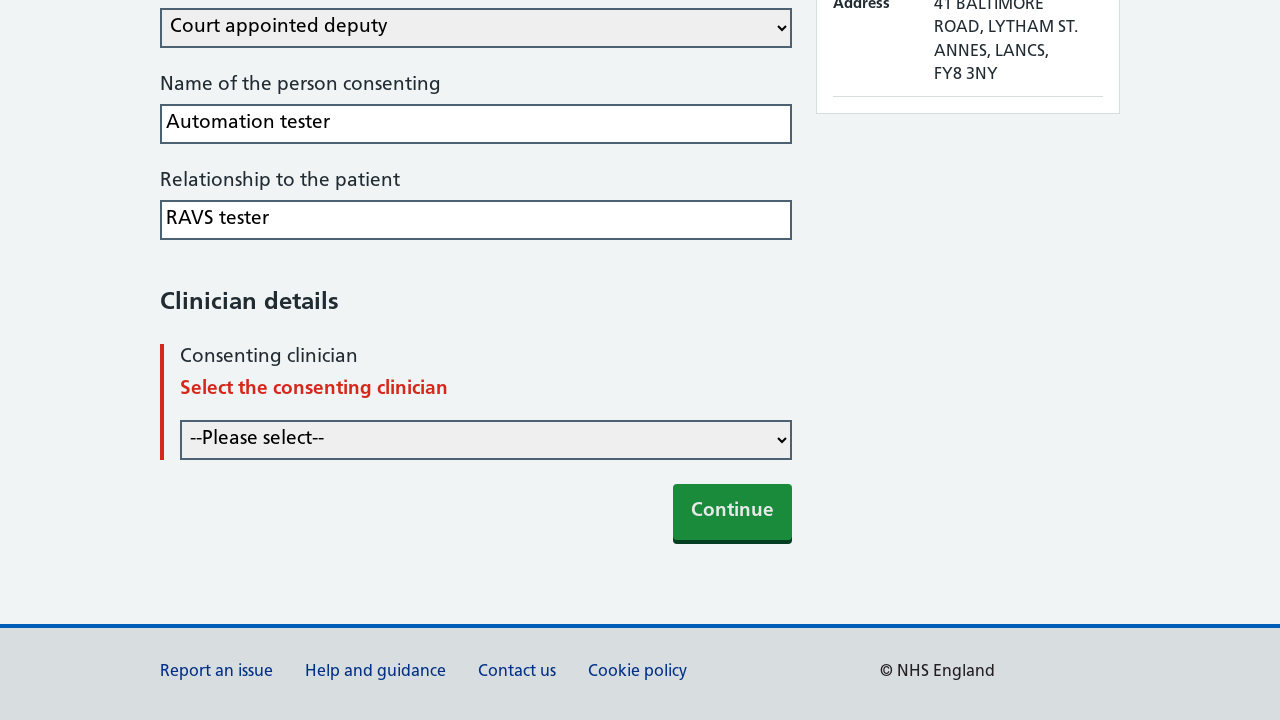 Court appointed deputy
Name of the person consenting
Automation tester
Relationship to the patient
RAVS tester
Clinician details
Consenting clinician
Select the consenting clinician
--Please select--
Continue
Address
41 BALTIMORE
ROAD, LYTHAM ST.
ANNES, LANCS,
FY8 3NY
Report an issue
Help and guidance
Contact us
Cookie policy
© NHS England